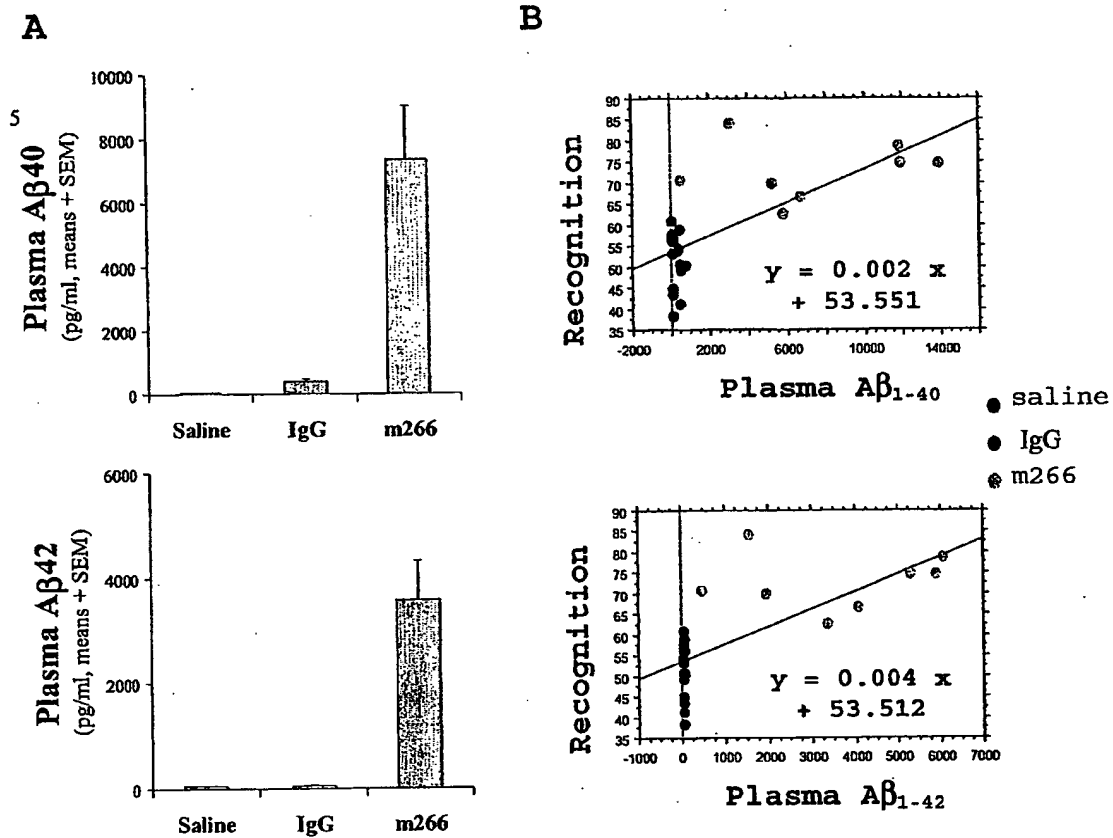 A
B
5
10000
8000
6000
4000
2000
0
Plasma Aβ40
(pg/ml, means + SEM)
Saline IgG m266
90
85
80
75
70
65
60
55
50
45
40
35
Recognition
y = 0.002 x
+ 53.551
-2000 2000 6000 10000 14000
Plasma Aβ1-40
saline
IgG
m266
6000
4000
2000
0
Plasma Aβ42
(pg/ml, means + SEM)
Saline IgG m266
90
85
80
75
70
65
60
55
50
45
40
35
Recognition
y = 0.004 x
+ 53.512
-1000 0 1000 2000 3000 4000 5000 6000 7000
Plasma Aβ1-42